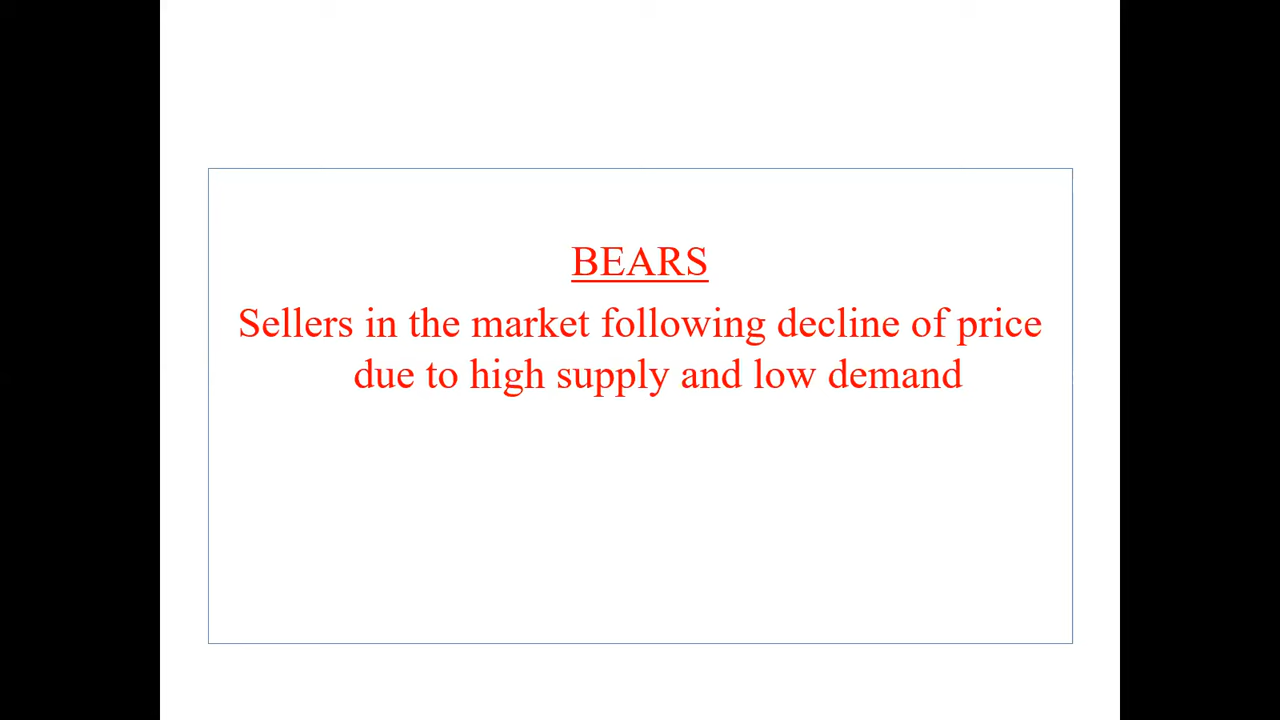 BEARS
Sellers in the market following decline of price
due to high supply and low demand